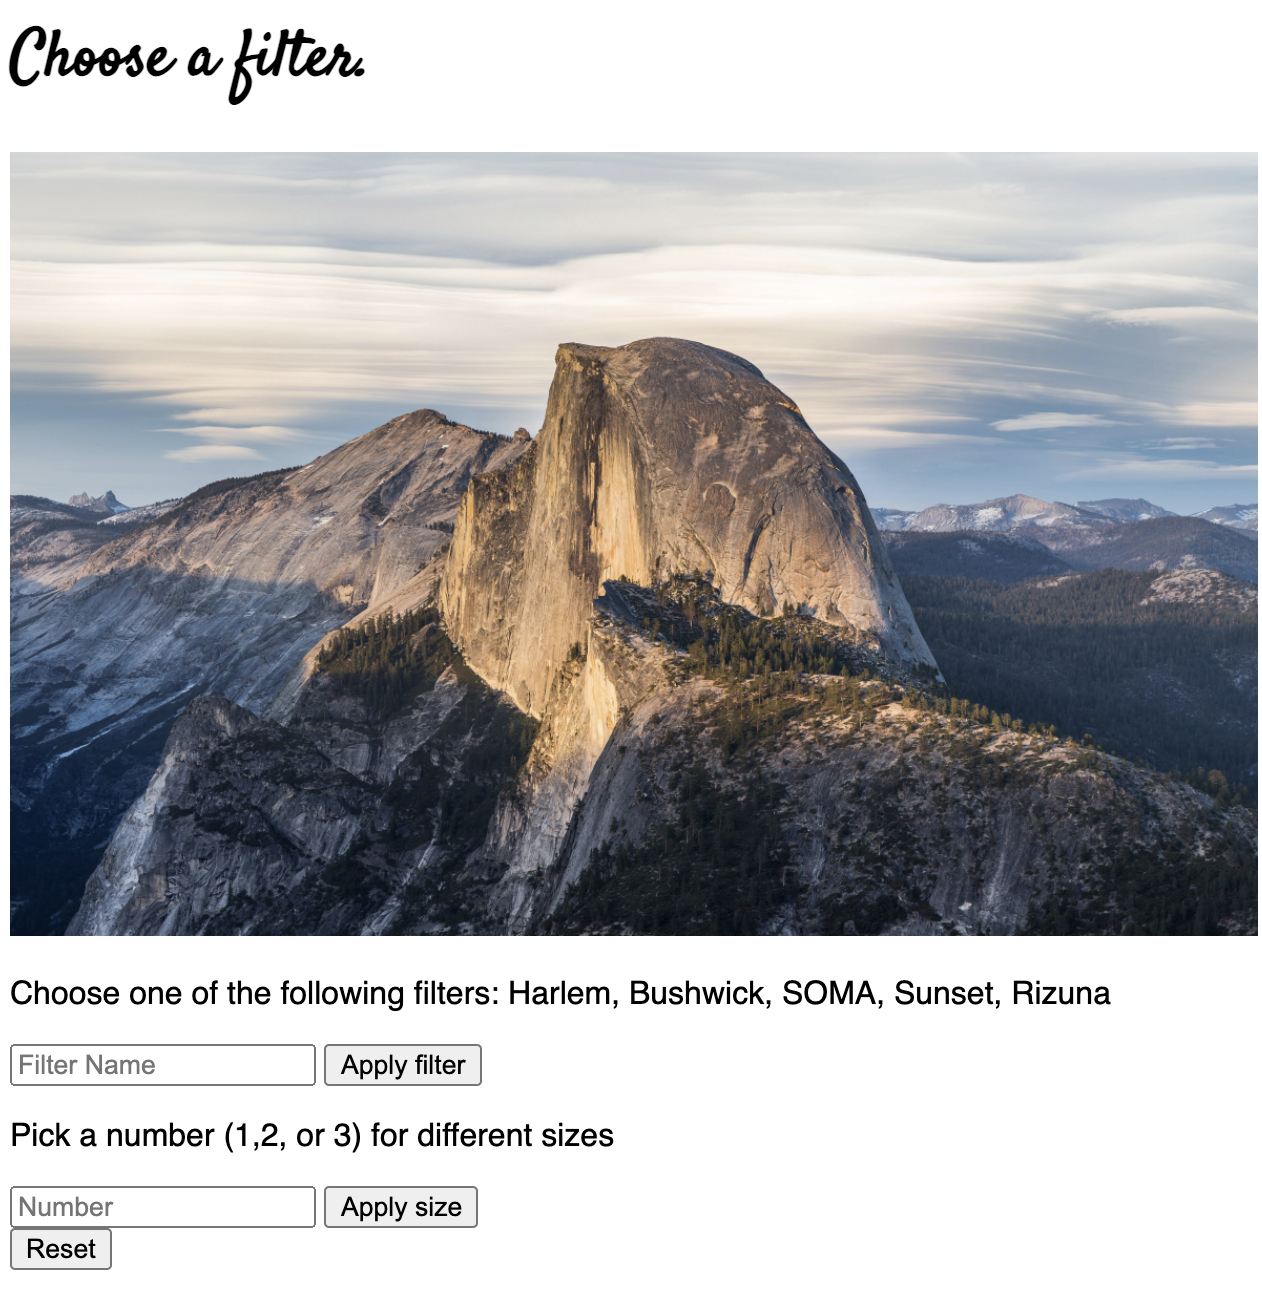 Choose a filter.
Choose one of the following filters: Harlem, Bushwick, SOMA, Sunset, Rizuna
Filter Name Apply filter
Pick a number (1,2, or 3) for different sizes
Number Apply size
Reset